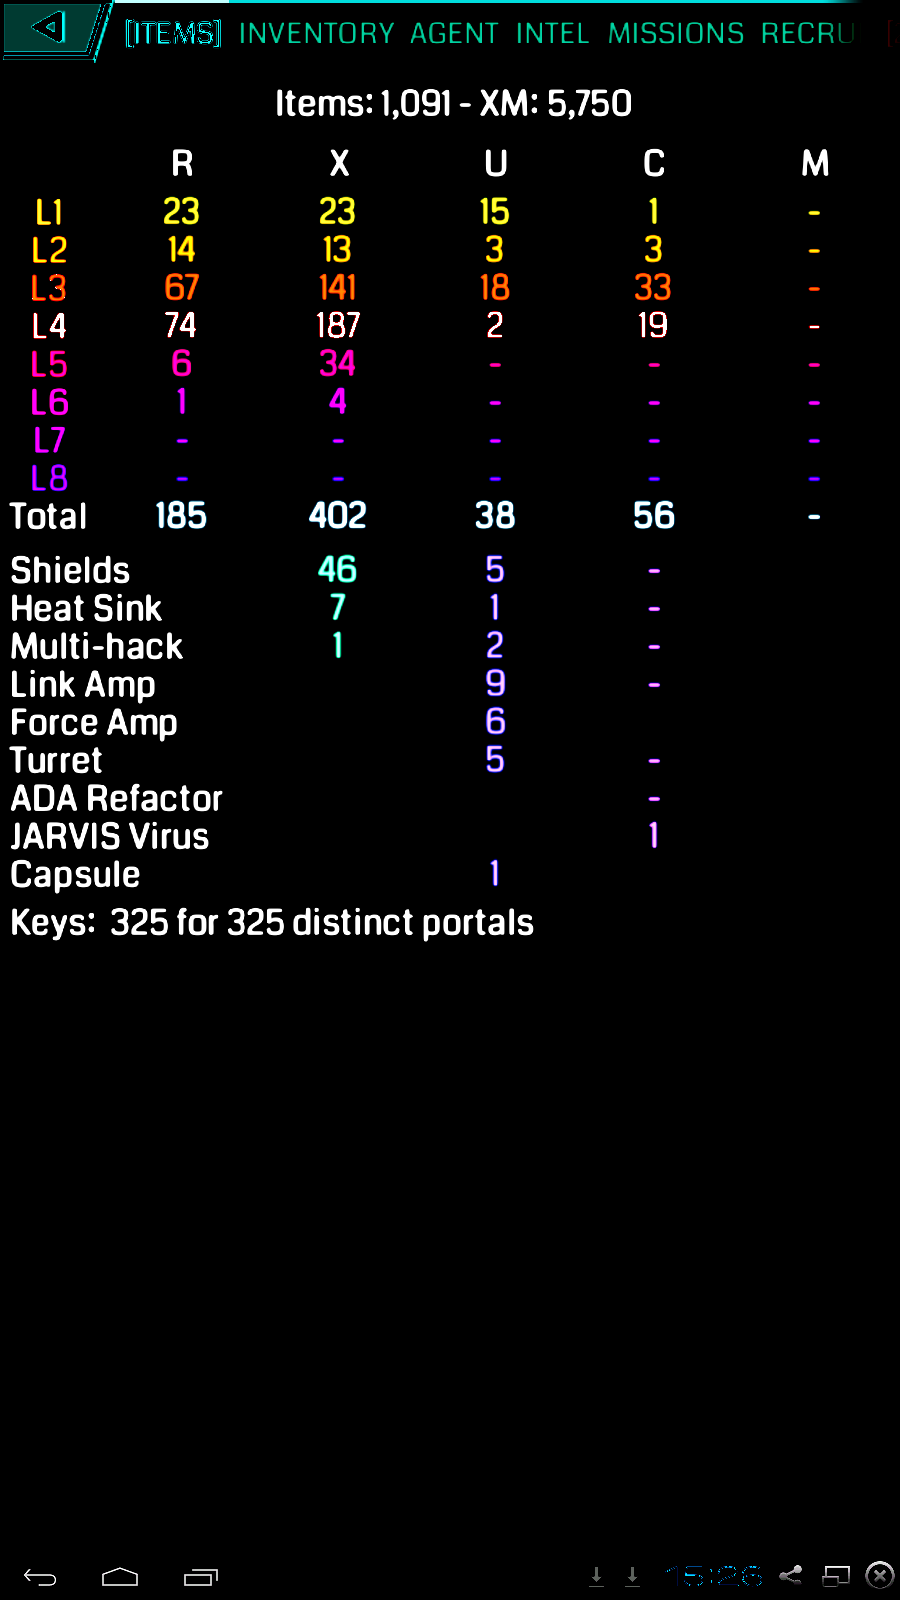 [ITEMS] INVENTORY AGENT INTEL MISSIONS RECRU
Items: 1,091 - XM: 5,750
R X U C M
L1 23 23 15 1 -
L2 14 13 3 3 -
L3 67 141 18 33 -
L4 74 187 2 19 -
L5 6 34 - - -
L6 1 4 - - -
L7 - - - - -
L8 - - - - -
Total 185 402 38 56 -
Shields 46 5 -
Heat Sink 7 1 -
Multi-hack 1 2 -
Link Amp 9 -
Force Amp 6
Turret 5 -
ADA Refactor -
JARVIS Virus 1
Capsule 1
Keys: 325 for 325 distinct portals
15:26